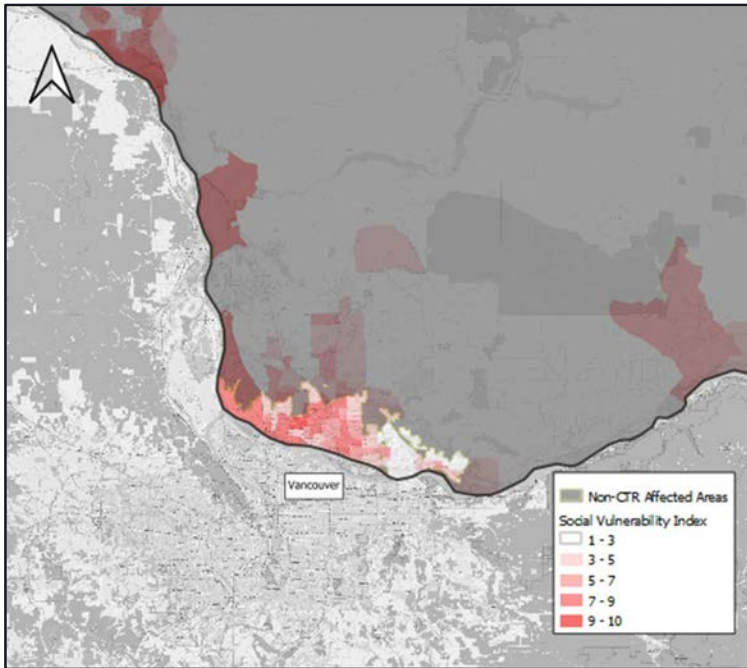 Vancouver
Non-CTR Affected Areas
Social Vulnerability Index
1 - 3
3 - 5
5 - 7
7 - 9
9 - 10